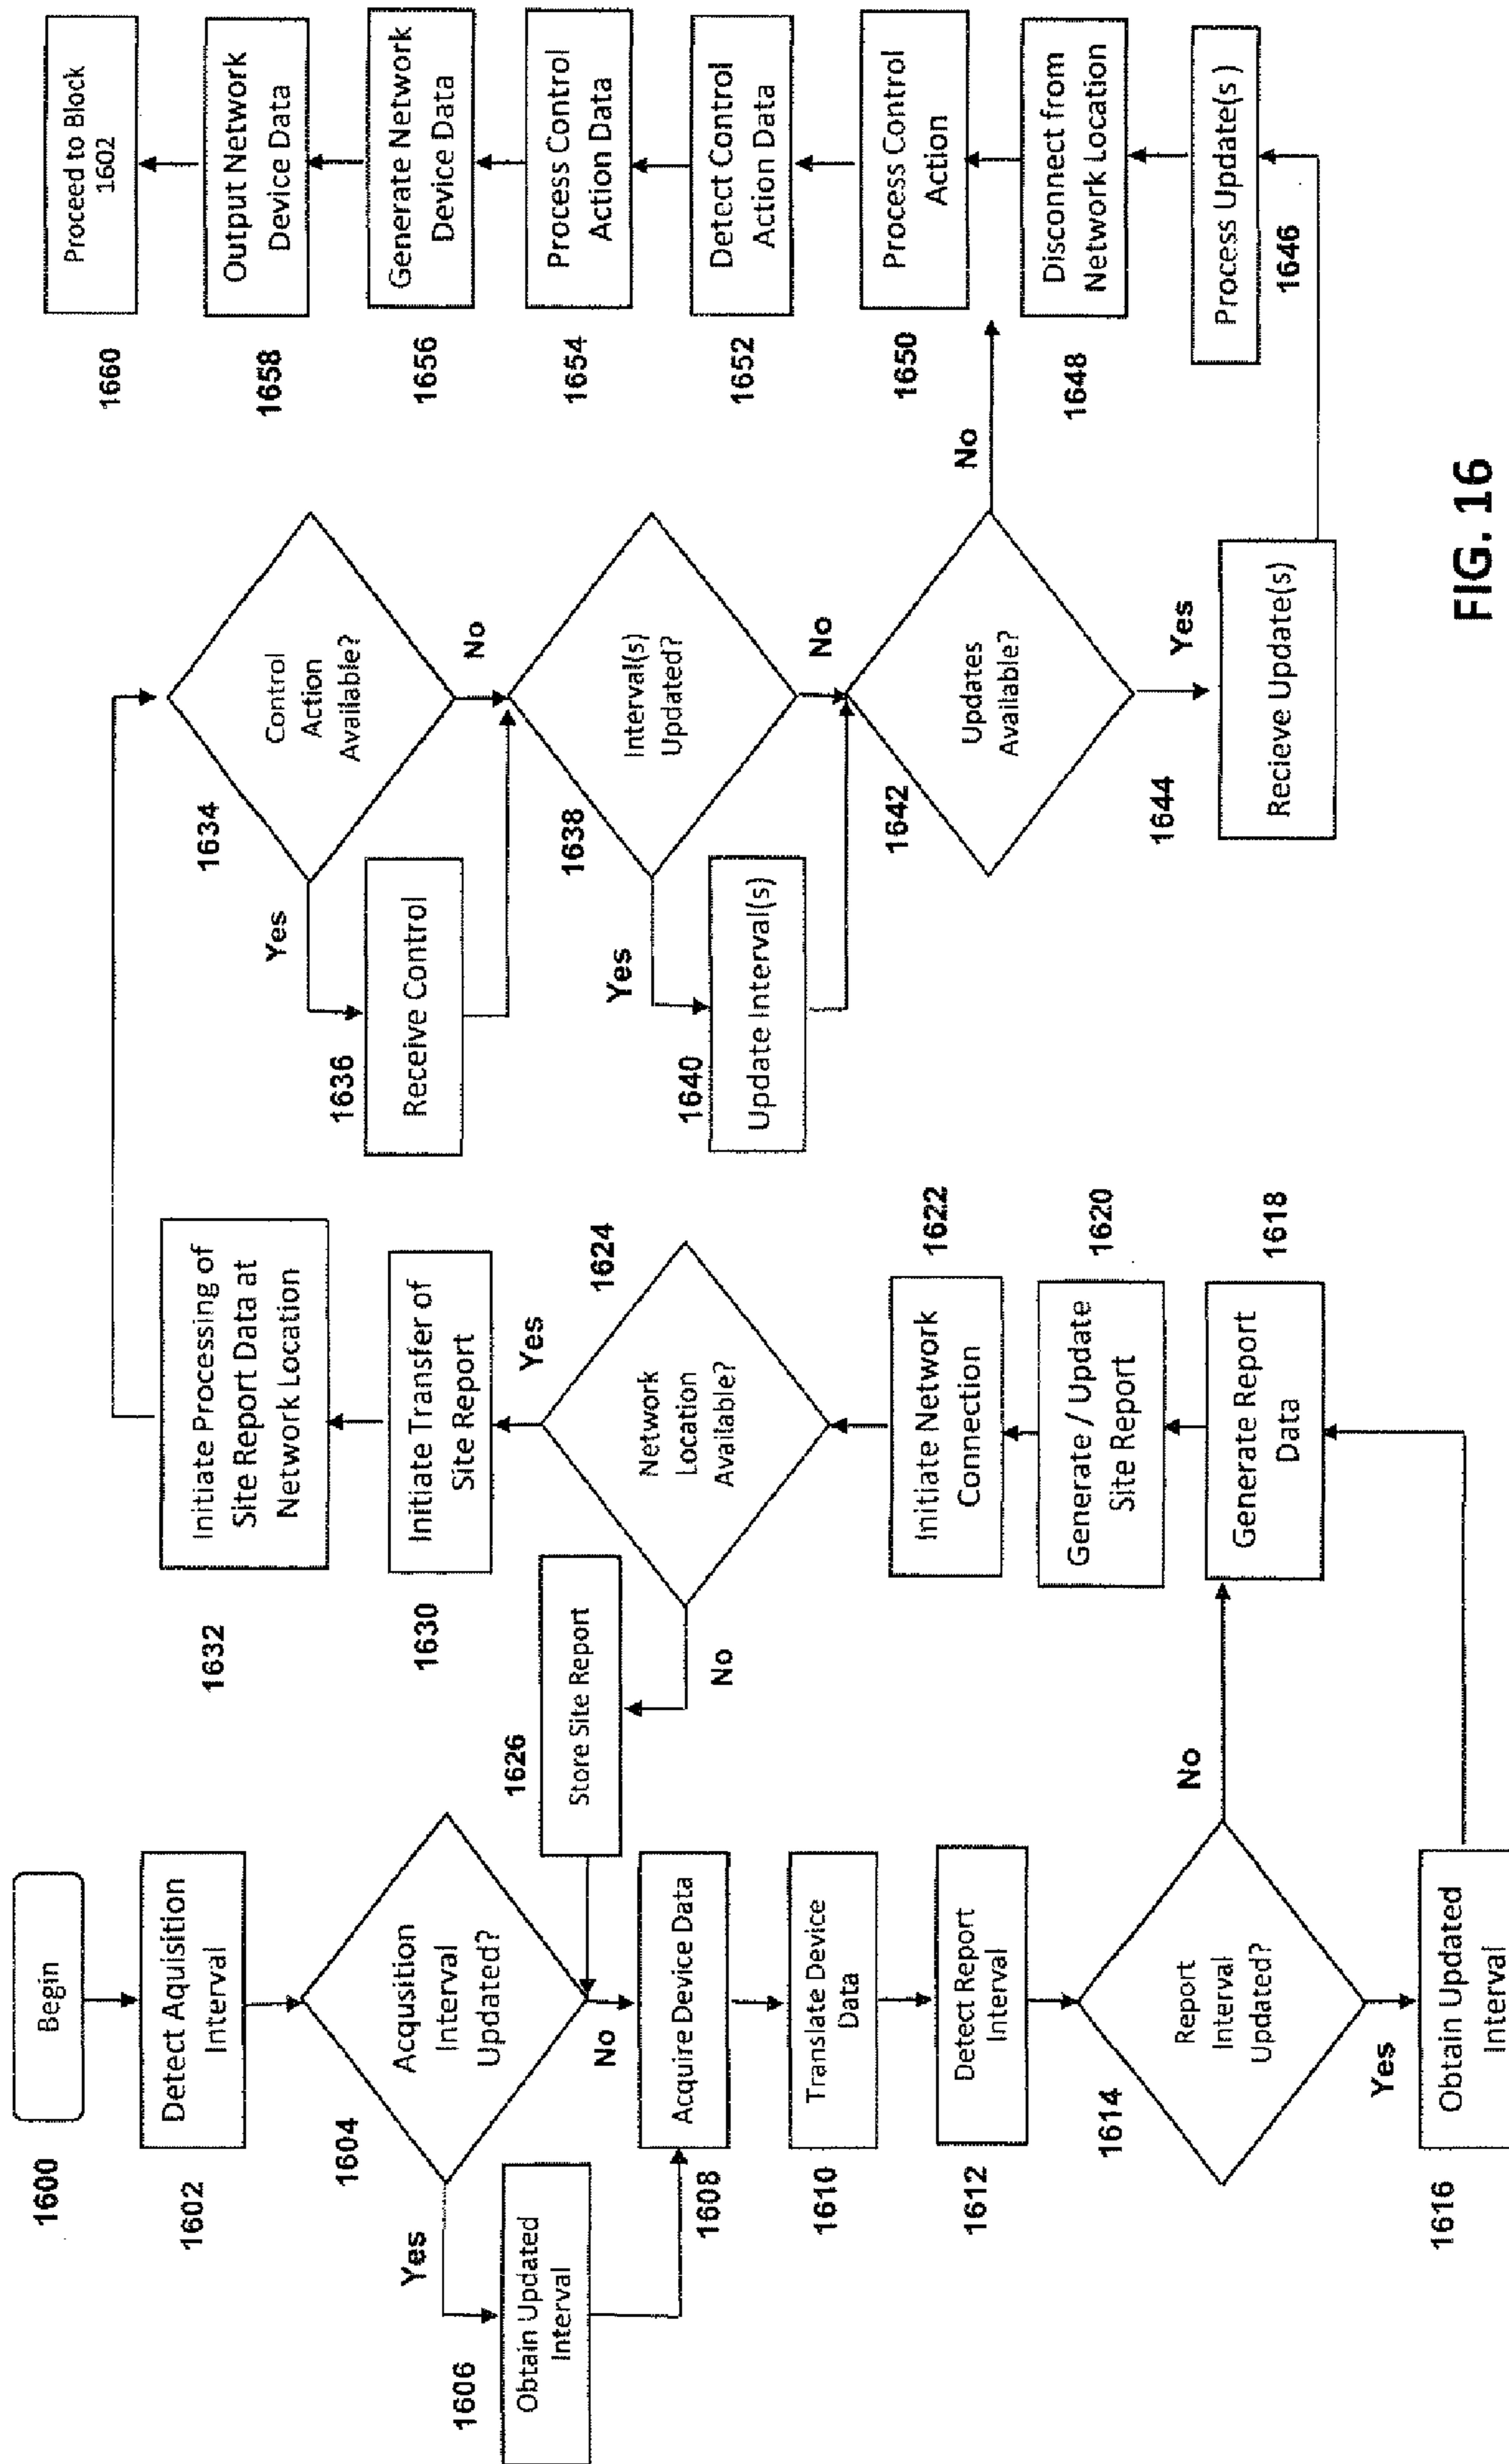 1600
Begin
1602
Detect Aquisition
Interval
1604
Acqusition
Interval
Updated?
Yes
No
1606
Obtain Updated
Interval
1608
Acquire Device Data
1610
Translate Device
Data
1612
Detect Report
Interval
1614
Report
Interval
Updated?
No
Yes
1616
Obtain Updated
Interval
1618
Generate Report
Data
1620
Generate / Update
Site Report
1622
Initiate Network
Connection
1624
Network
Location
Available?
Yes
No
1626
Store Site Report
1630
Initiate Transfer of
Site Report
1632
Initiate Processing of
Site Report Data at
Network Location
1634
Control
Action
Available?
Yes
No
1636
Receive Control
1638
Interval(s)
Updated?
Yes
No
1640
Update Interval(s)
1642
Updates
Available?
No
Yes
1644
Recieve Update(s)
1646
Process Update(s)
1648
Disconnect from
Network Location
1650
Process Control
Action
1652
Detect Control
Action Data
1654
Process Control
Action Data
1656
Generate Network
Device Data
1658
Output Network
Device Data
1660
Proceed to Block
1602
FIG. 16